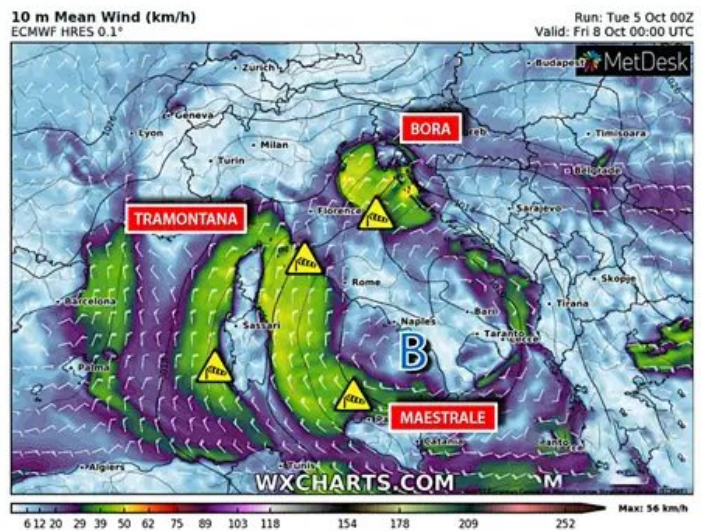 10 m Mean Wind (km/h)
ECMWF HRES 0.1°
Run: Tue 5 Oct 00Z
Valid: Fri 8 Oct 00:00 UTC
Zurich
Budapest
MetDesk
Geneva
BORA
Lyon
Milan
Timisoara
Turin
Belgrade
TRAMONTANA
Florence
Sarajevo
Rome
Skopje
Barcelona
Tirana
Bari
Sassari
Naples
Taranto
Lecce
B
Palma
MAESTRALE
Catania
Algiers
Tunis
WXCHARTS.COM
M
6 12 20 29 39 50 62 75 89 103 118 154 178 209 252
Max: 56 km/h